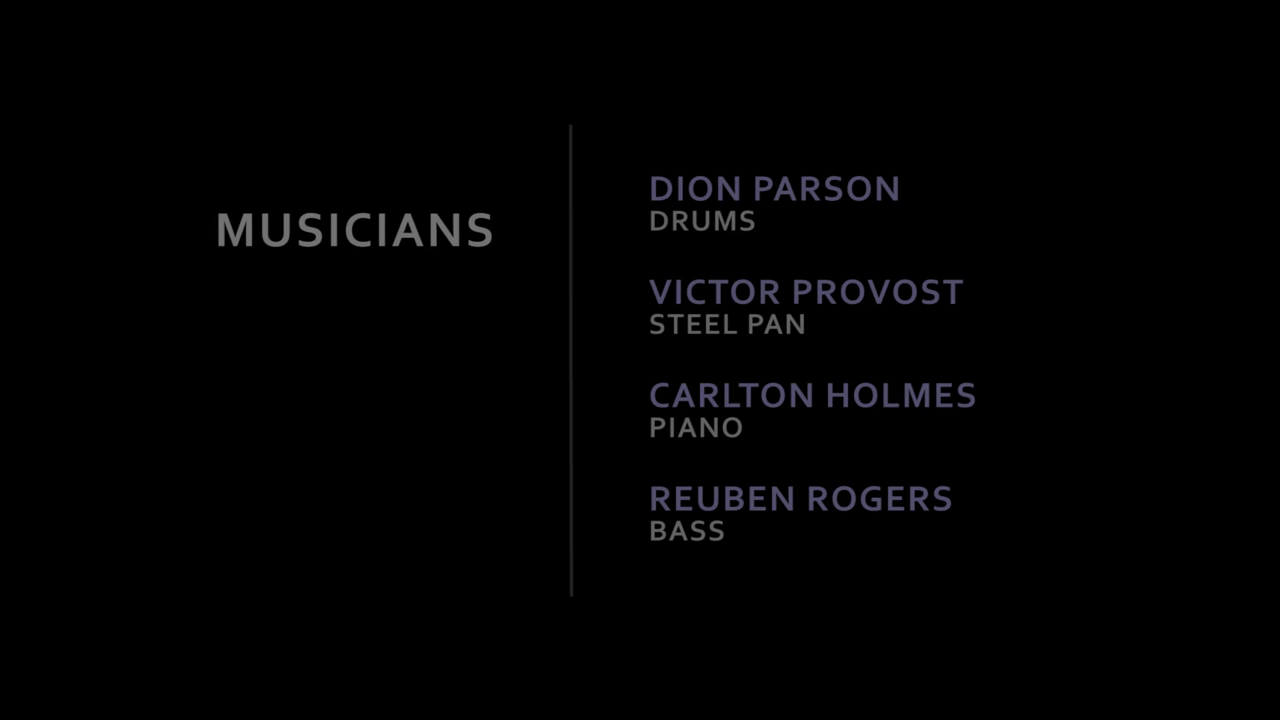 MUSICIANS
DION PARSON
DRUMS
VICTOR PROVOST
STEEL PAN
CARLTON HOLMES
PIANO
REUBEN ROGERS
BASS